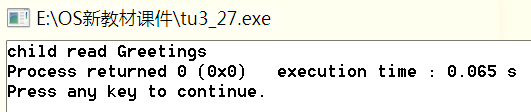 E:\OS新教材课件\tu3_27.exe
child read Greetings
Process returned 0 (0x0)   execution time : 0.065 s
Press any key to continue.